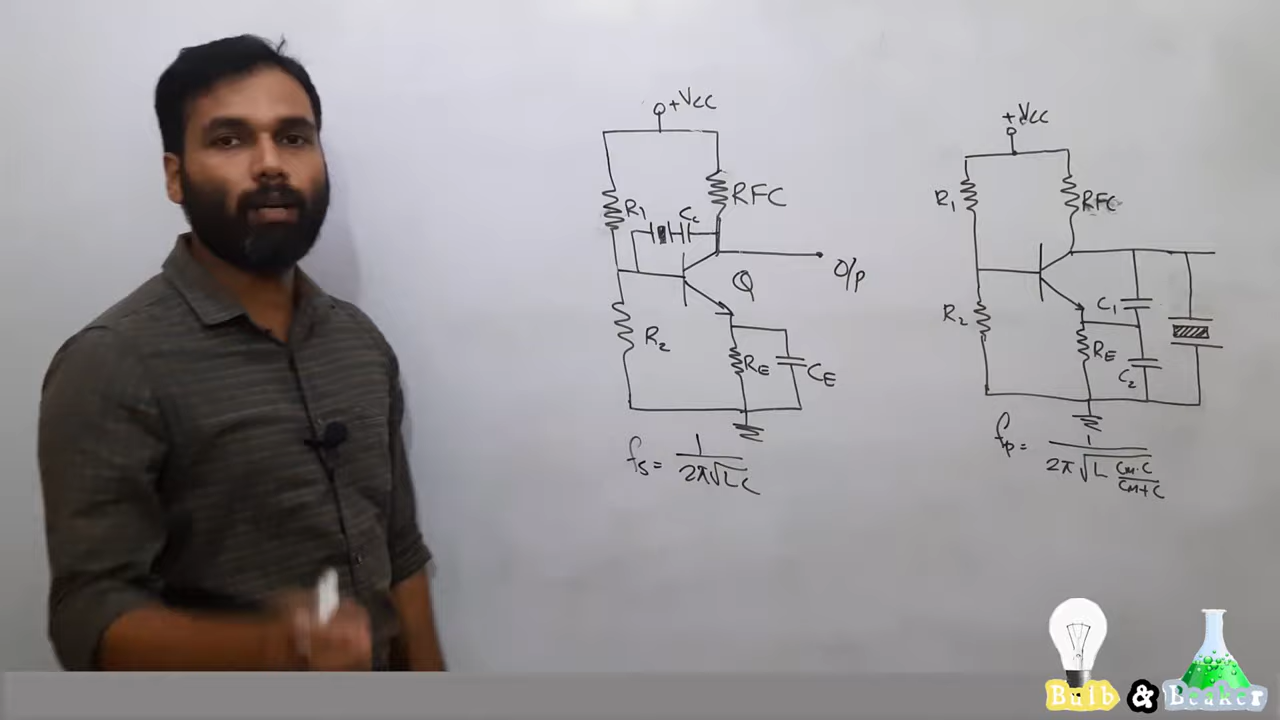 +VCC
R1
RFC
Cc
Q
O/p
R2
RE
CE
fs = 1 / 2π√LC
+VCC
R1
RFC
R2
C1
RE
C2
fp = 1 / 2π√L CM·C / CM+C
Bulb & Beaker